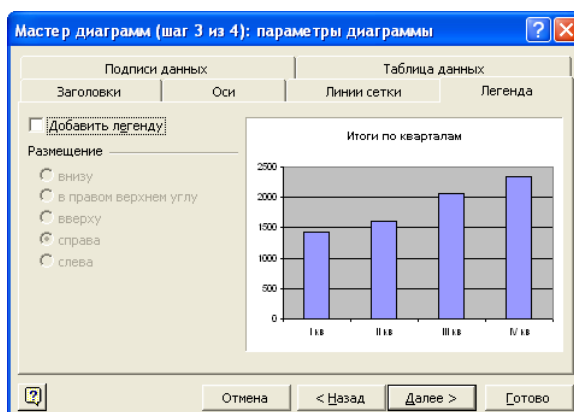 Мастер диаграмм (шаг 3 из 4): параметры диаграммы
Подписи данных Таблица данных
Заголовки Оси Линии сетки Легенда
Добавить легенду
Размещение
внизу
в правом верхнем углу
вверху
справа
слева
Итоги по кварталам
2500
2000
1500
1000
500
0
I кв II кв III кв IV кв
Отмена < Назад Далее > Готово